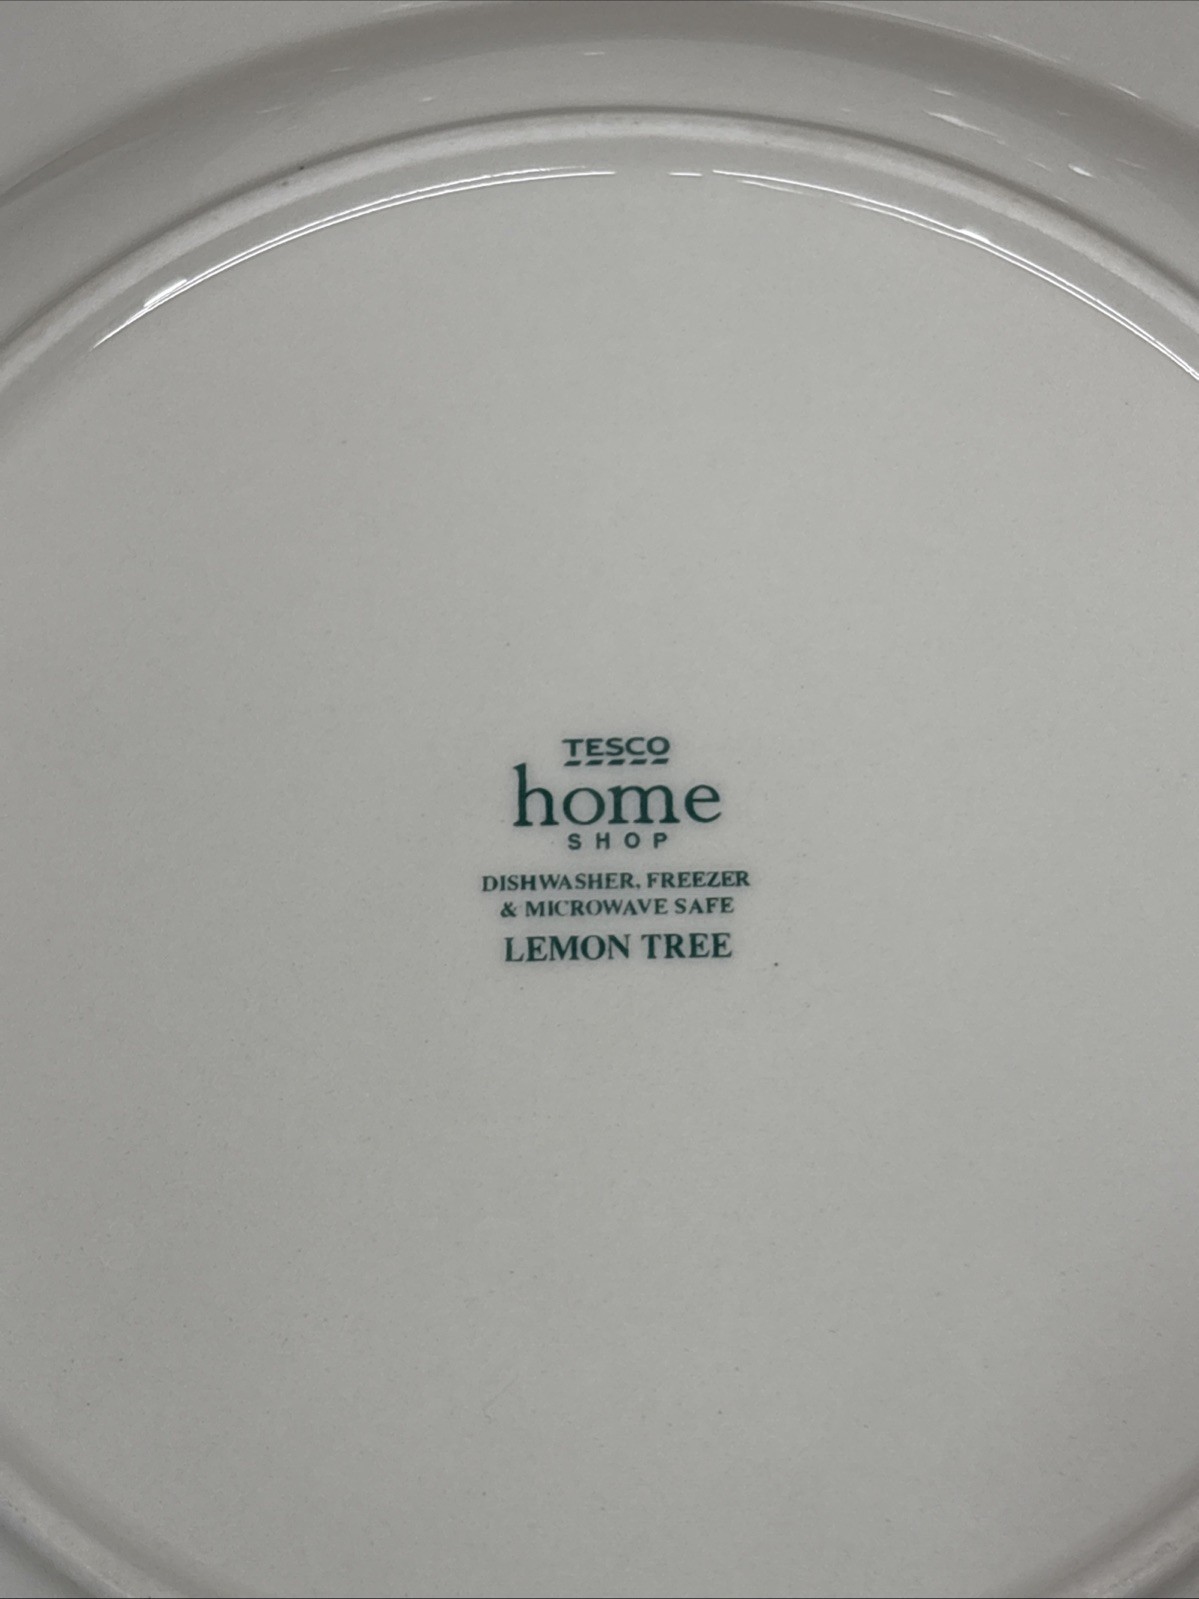 TESCO
home
SHOP
DISHWASHER, FREEZER
& MICROWAVE SAFE
LEMON TREE